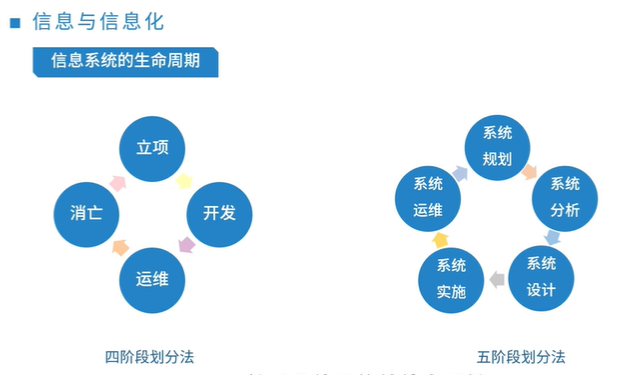 信息与信息化
信息系统的生命周期
立项
消亡
开发
运维
四阶段划分法
系统
规划
系统
分析
系统
设计
系统
实施
系统
运维
五阶段划分法